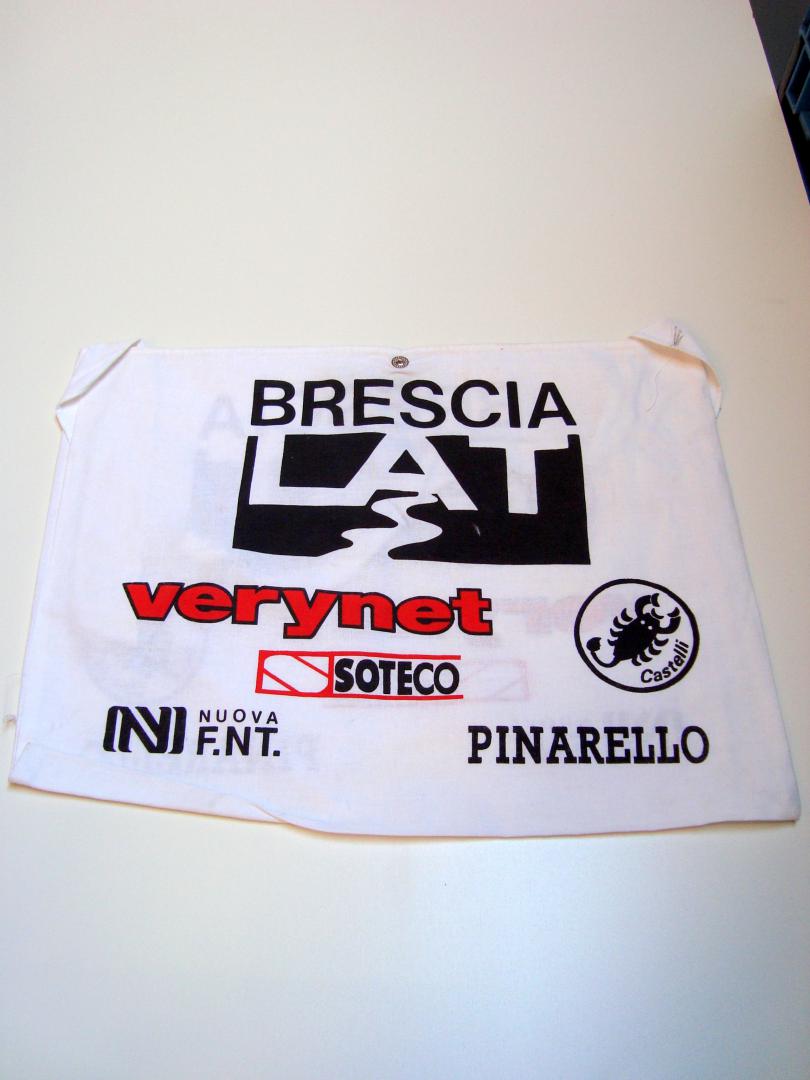 BRESCIA
LAT
verynet
Castelli
SOTECO
NUOVA
F.NT.
PINARELLO